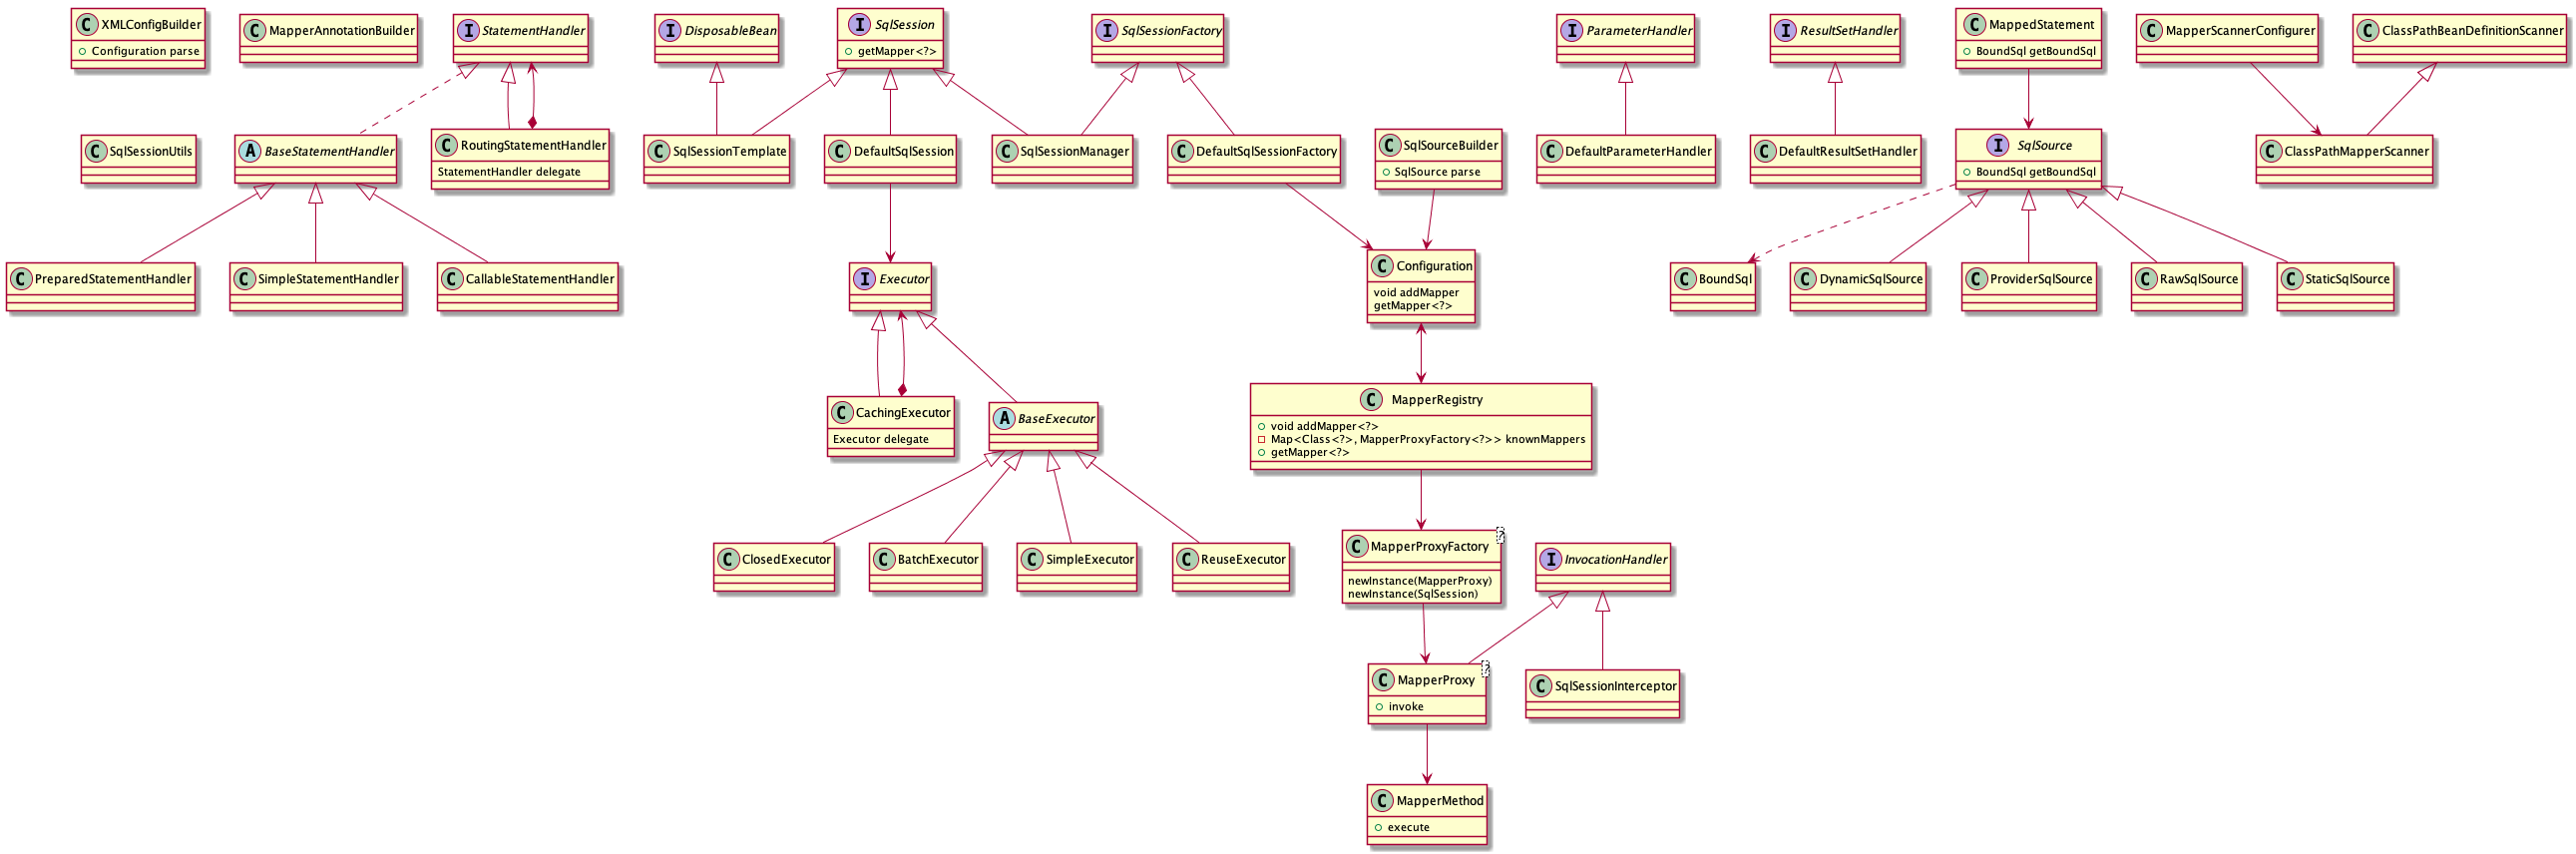 C XMLConfigBuilder
Configuration parse
C MapperAnnotationBuilder
I StatementHandler
I DisposableBean
I SqlSession
getMapper<?>
I SqlSessionFactory
I ParameterHandler
I ResultSetHandler
C MappedStatement
BoundSql getBoundSql
C MapperScannerConfigurer
C ClassPathBeanDefinitionScanner
C SqlSessionUtils
A BaseStatementHandler
C RoutingStatementHandler
StatementHandler delegate
C SqlSessionTemplate
C DefaultSqlSession
C SqlSessionManager
C DefaultSqlSessionFactory
C SqlSourceBuilder
SqlSource parse
C DefaultParameterHandler
C DefaultResultSetHandler
I SqlSource
BoundSql getBoundSql
C ClassPathMapperScanner
C PreparedStatementHandler
C SimpleStatementHandler
C CallableStatementHandler
I Executor
C Configuration
void addMapper
getMapper<?>
C BoundSql
C DynamicSqlSource
C ProviderSqlSource
C RawSqlSource
C StaticSqlSource
C CachingExecutor
Executor delegate
A BaseExecutor
C MapperRegistry
void addMapper<?>
Map<Class<?>, MapperProxyFactory<?>> knownMappers
getMapper<?>
C ClosedExecutor
C BatchExecutor
C SimpleExecutor
C ReuseExecutor
C MapperProxyFactory ?
newInstance(MapperProxy)
newInstance(SqlSession)
I InvocationHandler
C MapperProxy ?
invoke
C SqlSessionInterceptor
C MapperMethod
execute